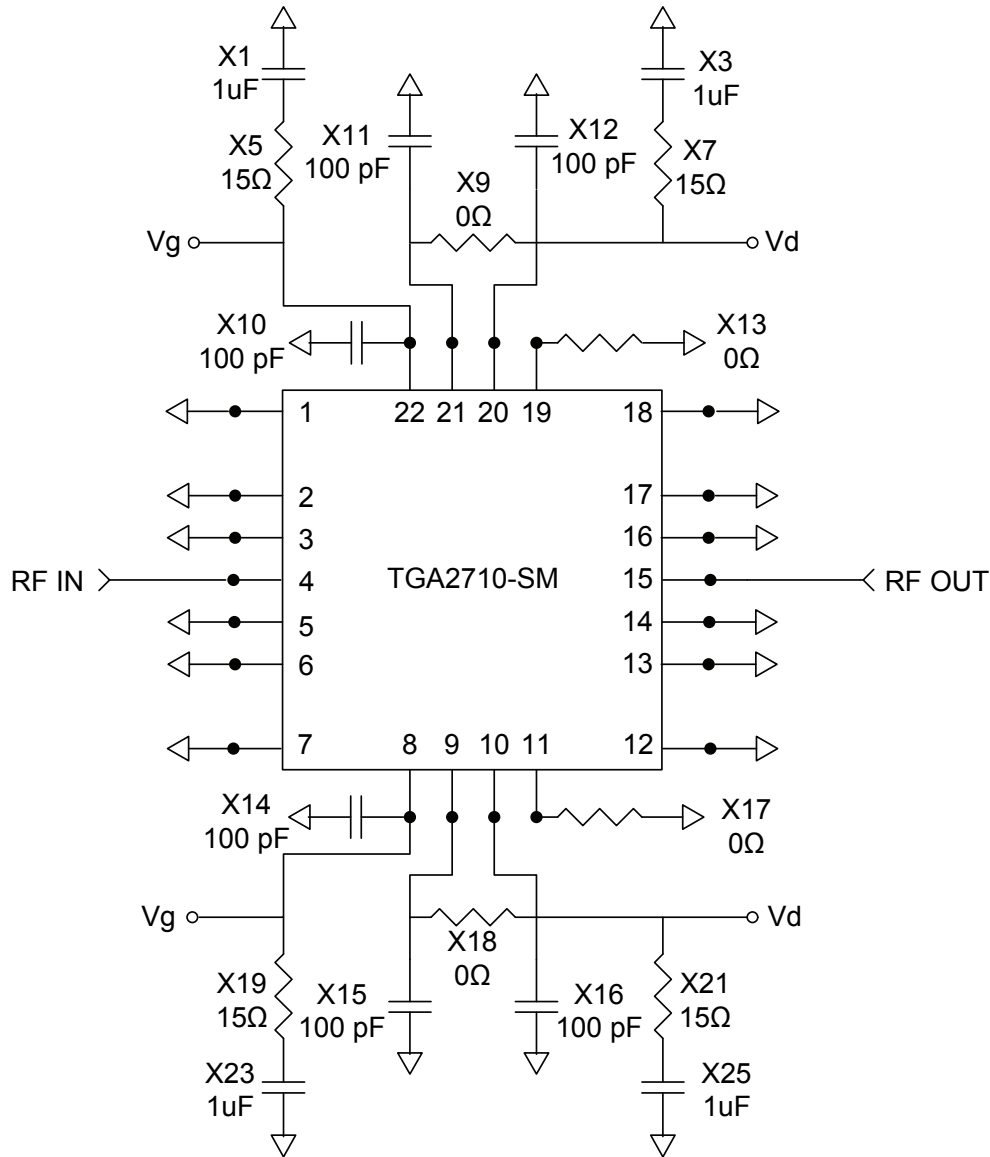 X1
1uF
X3
1uF
X11
100 pF
X12
100 pF
X5
15Ω
X7
15Ω
X9
0Ω
Vg
Vd
X10
100 pF
X13
0Ω
1
22
21
20
19
18
2
17
3
16
RF IN
4
TGA2710-SM
15
RF OUT
5
14
6
13
7
8
9
10
11
12
X14
100 pF
X17
0Ω
Vg
Vd
X18
0Ω
X19
15Ω
X15
100 pF
X16
100 pF
X21
15Ω
X23
1uF
X25
1uF